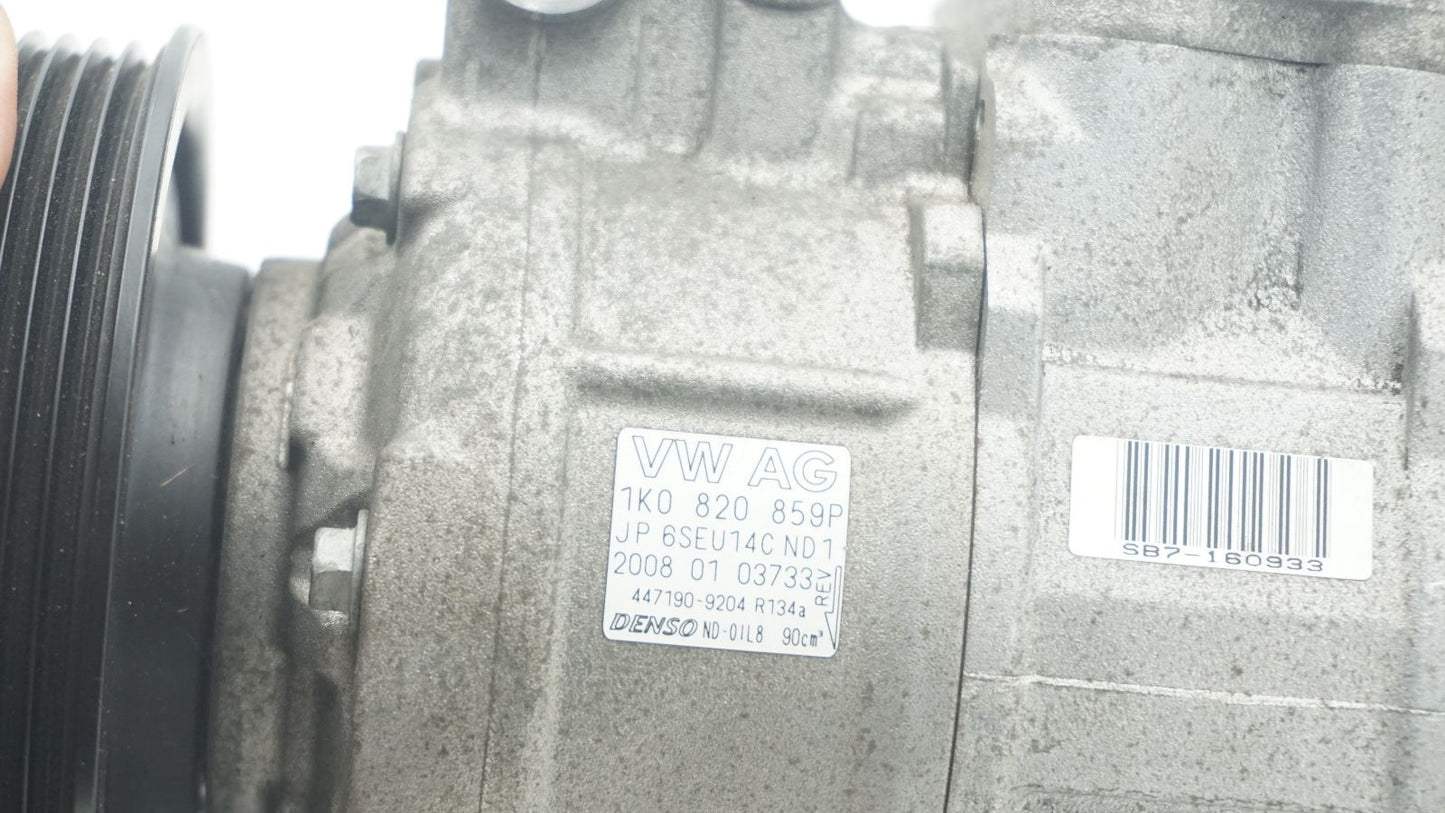 VW AG
1K0 820 859P
JP 6SEU14C ND1
2008 01 03733
REV
447190-9204 R134a
DENSO ND-OIL8 90cm³
SB7-160933